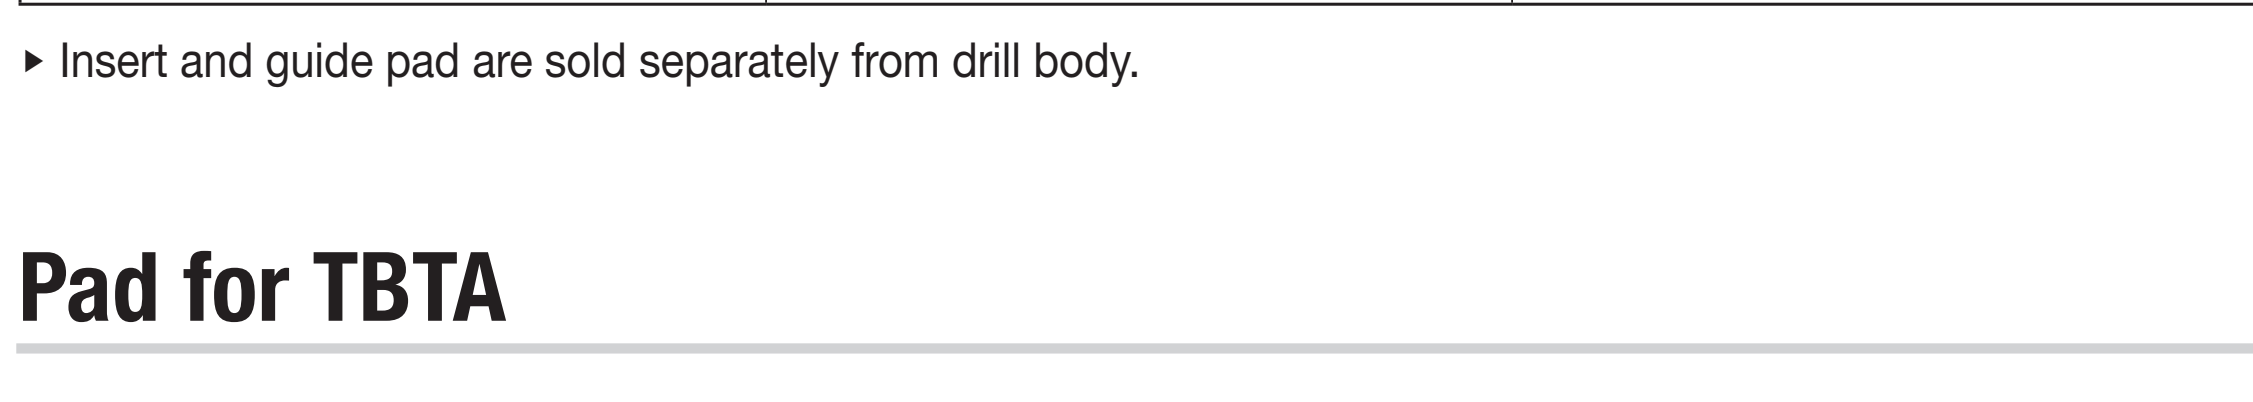 ▶ Insert and guide pad are sold separately from drill body.
Pad for TBTA